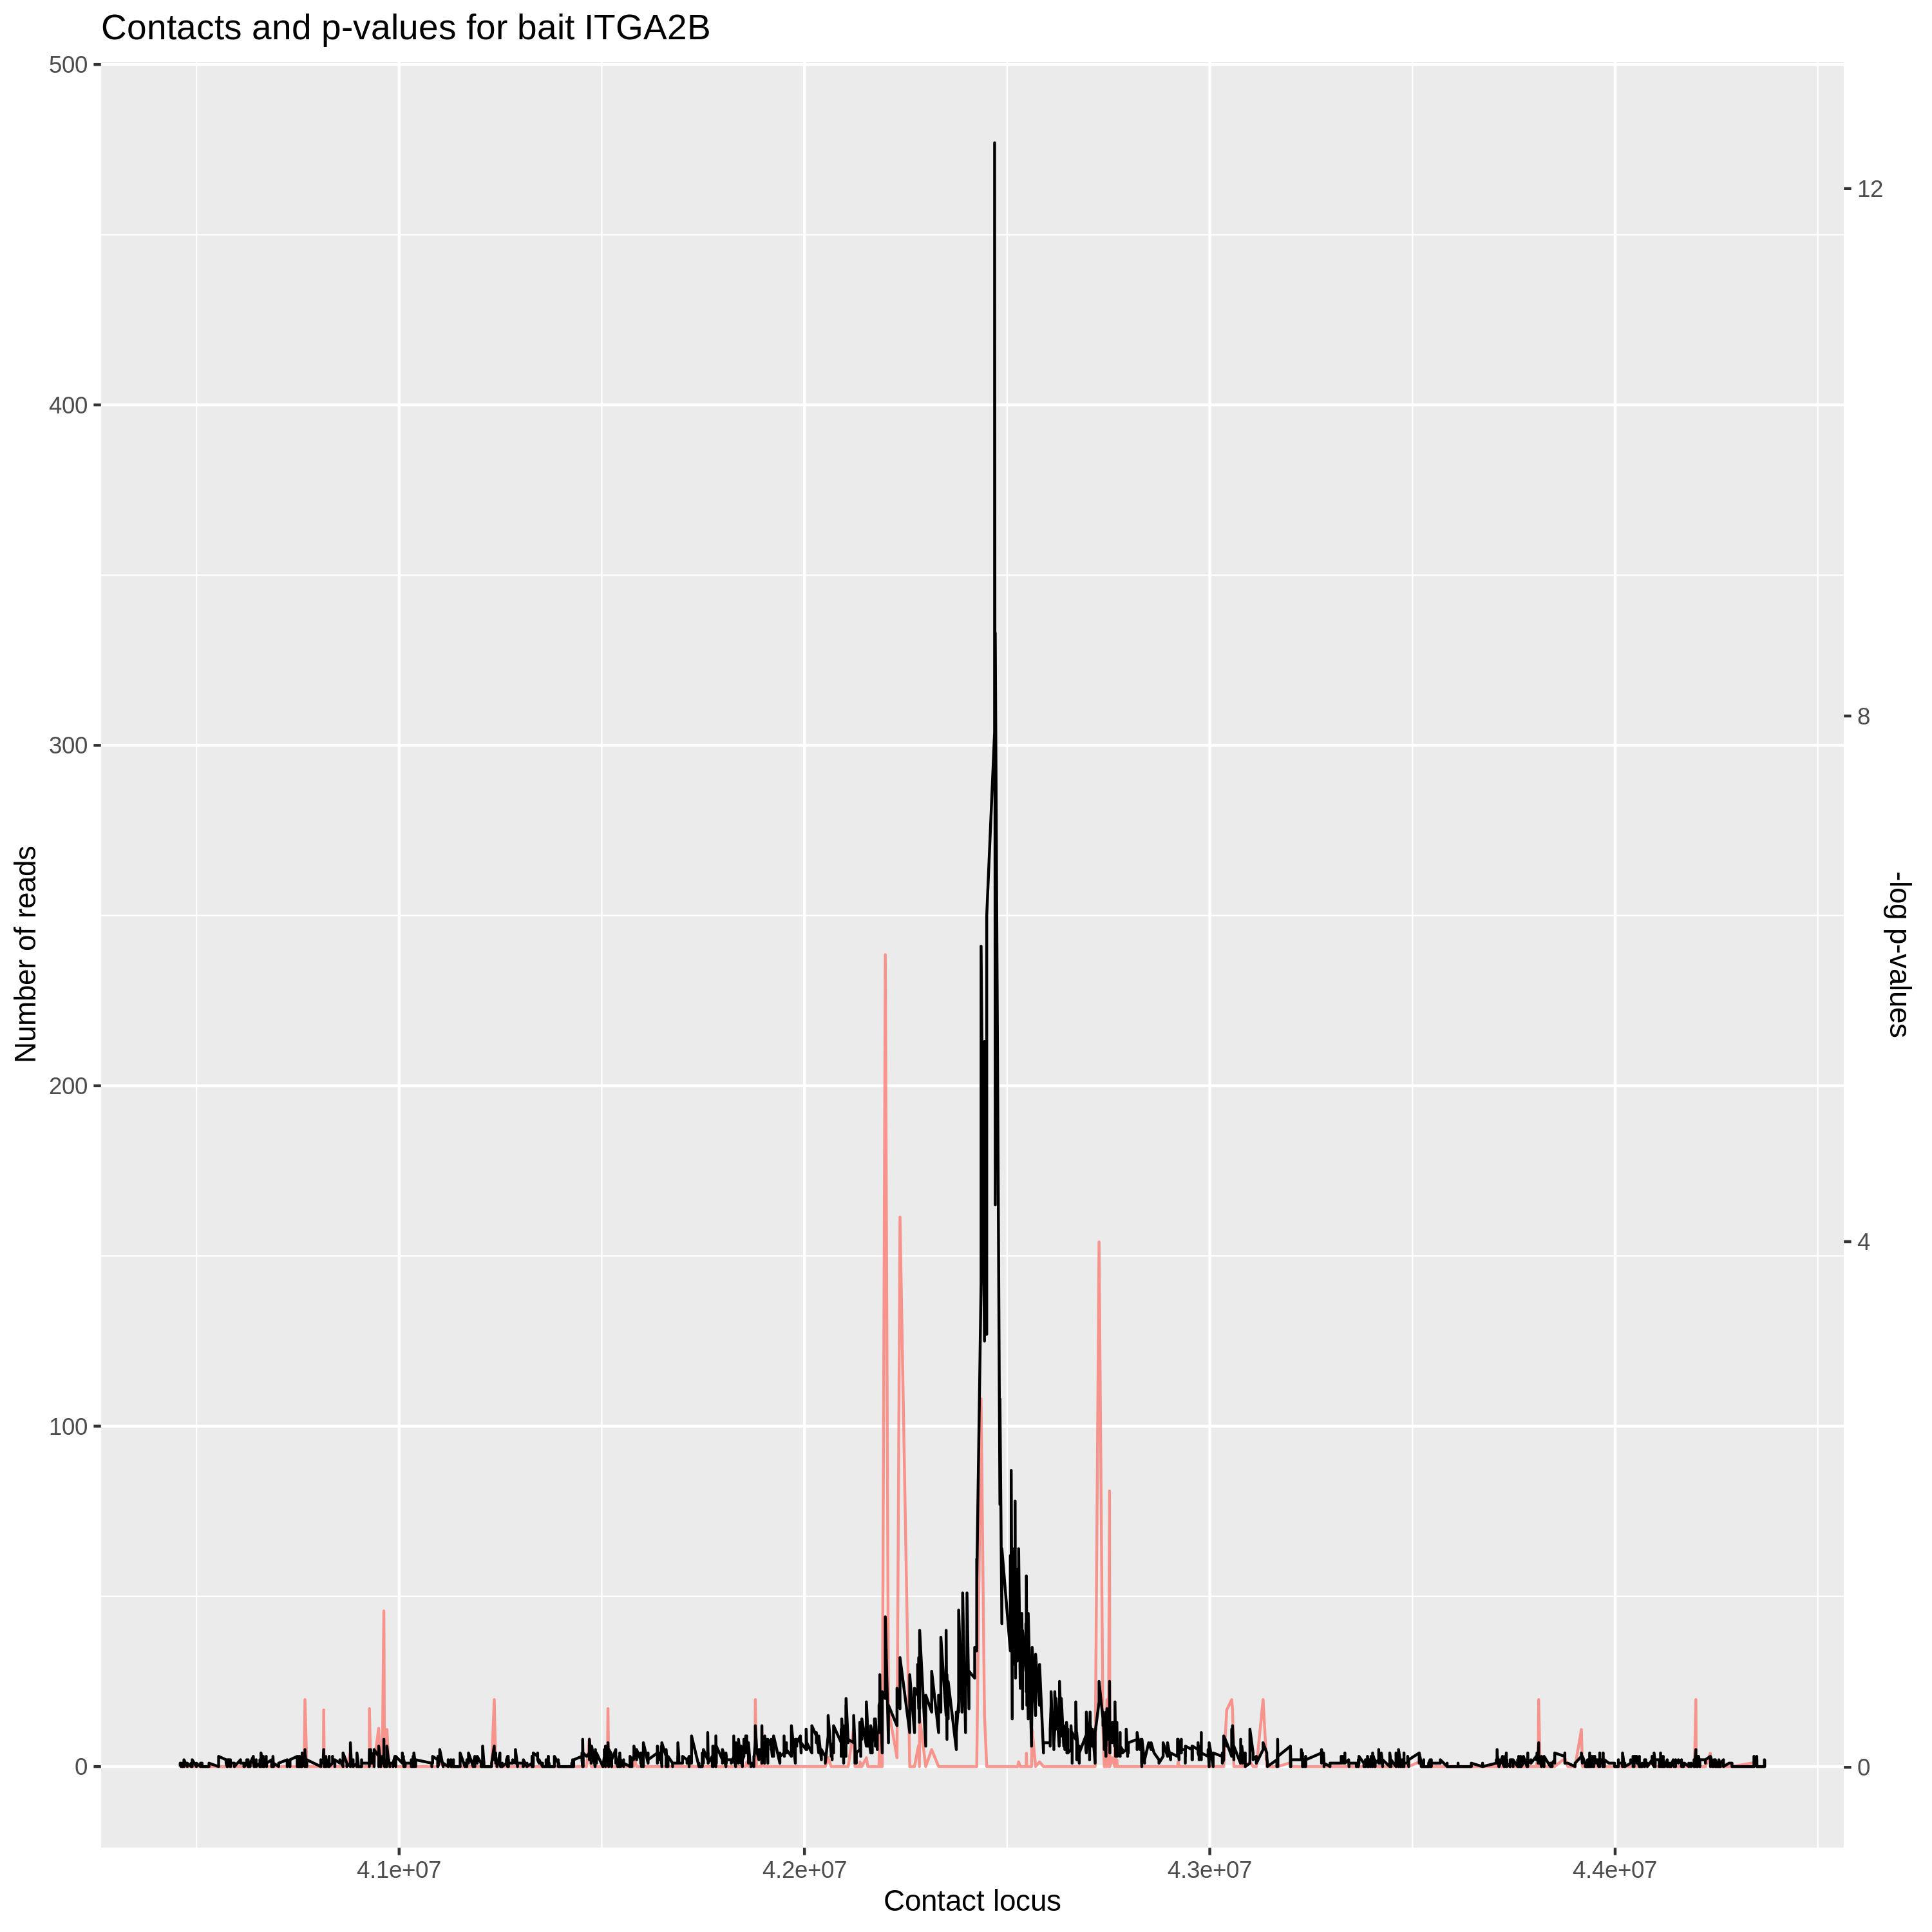 Contacts and p-values for bait ITGA2B
500
400
300
200
100
0
Number of reads
12
8
4
0
-log p-values
4.1e+07
4.2e+07
4.3e+07
4.4e+07
Contact locus